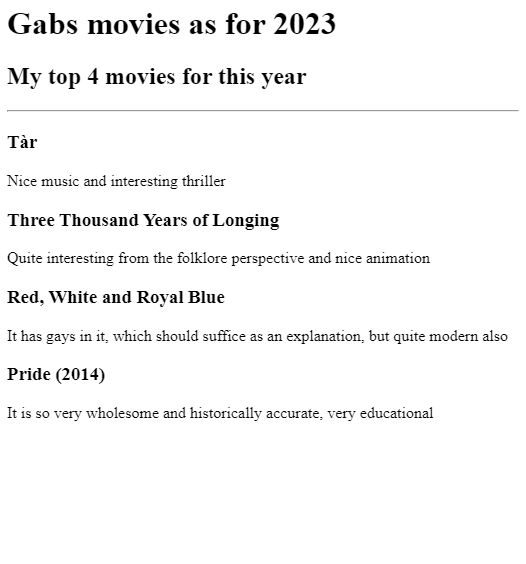 Gabs movies as for 2023
My top 4 movies for this year
Tàr
Nice music and interesting thriller
Three Thousand Years of Longing
Quite interesting from the folklore perspective and nice animation
Red, White and Royal Blue
It has gays in it, which should suffice as an explanation, but quite modern also
Pride (2014)
It is so very wholesome and historically accurate, very educational